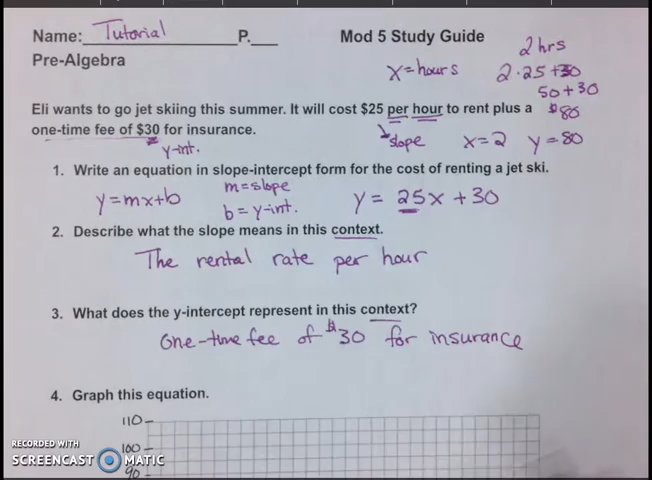 Name: Tutorial P.
Mod 5 Study Guide
Pre-Algebra
x=hours
2 hrs
2·25+30
50+30
$80
Eli wants to go jet skiing this summer. It will cost $25 per hour to rent plus a
one-time fee of $30 for insurance.
y-int.
slope
x=2 y=80
1. Write an equation in slope-intercept form for the cost of renting a jet ski.
y=mx+b
m=slope
b=y-int.
y = 25x + 30
2. Describe what the slope means in this context.
The rental rate per hour
3. What does the y-intercept represent in this context?
One-time fee of $30 for insurance
4. Graph this equation.
110
100
90
RECORDED WITH
SCREENCAST MATIC